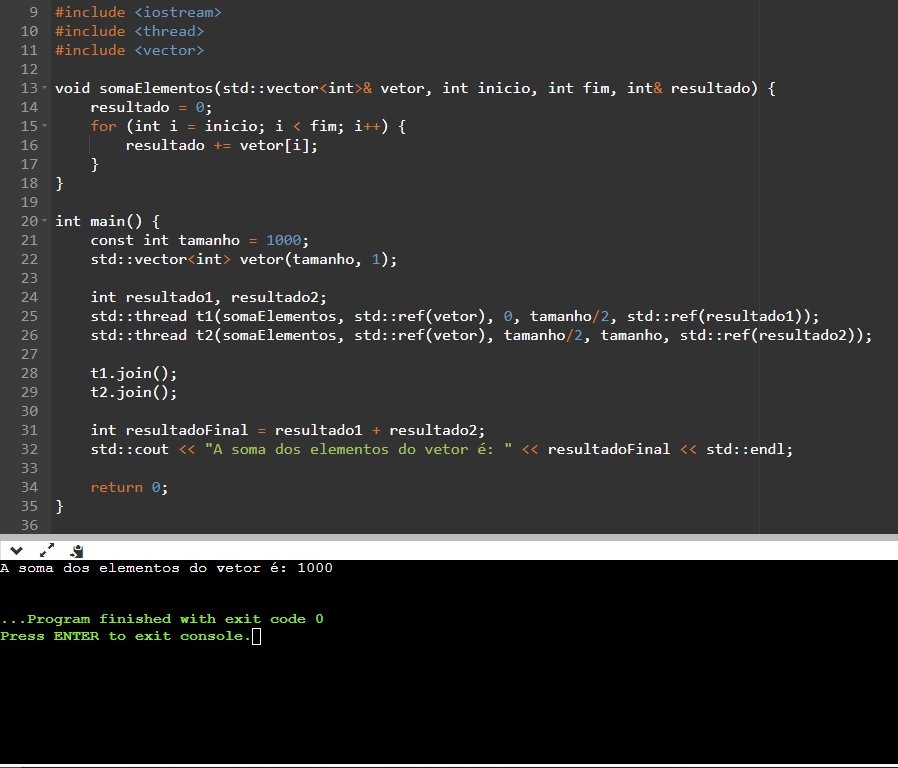 9 #include <iostream>
10 #include <thread>
11 #include <vector>
12
13 void somaElementos(std::vector<int>& vetor, int inicio, int fim, int& resultado) {
14     resultado = 0;
15     for (int i = inicio; i < fim; i++) {
16         resultado += vetor[i];
17     }
18 }
19
20 int main() {
21     const int tamanho = 1000;
22     std::vector<int> vetor(tamanho, 1);
23
24     int resultado1, resultado2;
25     std::thread t1(somaElementos, std::ref(vetor), 0, tamanho/2, std::ref(resultado1));
26     std::thread t2(somaElementos, std::ref(vetor), tamanho/2, tamanho, std::ref(resultado2));
27
28     t1.join();
29     t2.join();
30
31     int resultadoFinal = resultado1 + resultado2;
32     std::cout << "A soma dos elementos do vetor é: " << resultadoFinal << std::endl;
33
34     return 0;
35 }
36
A soma dos elementos do vetor é: 1000
...Program finished with exit code 0
Press ENTER to exit console.